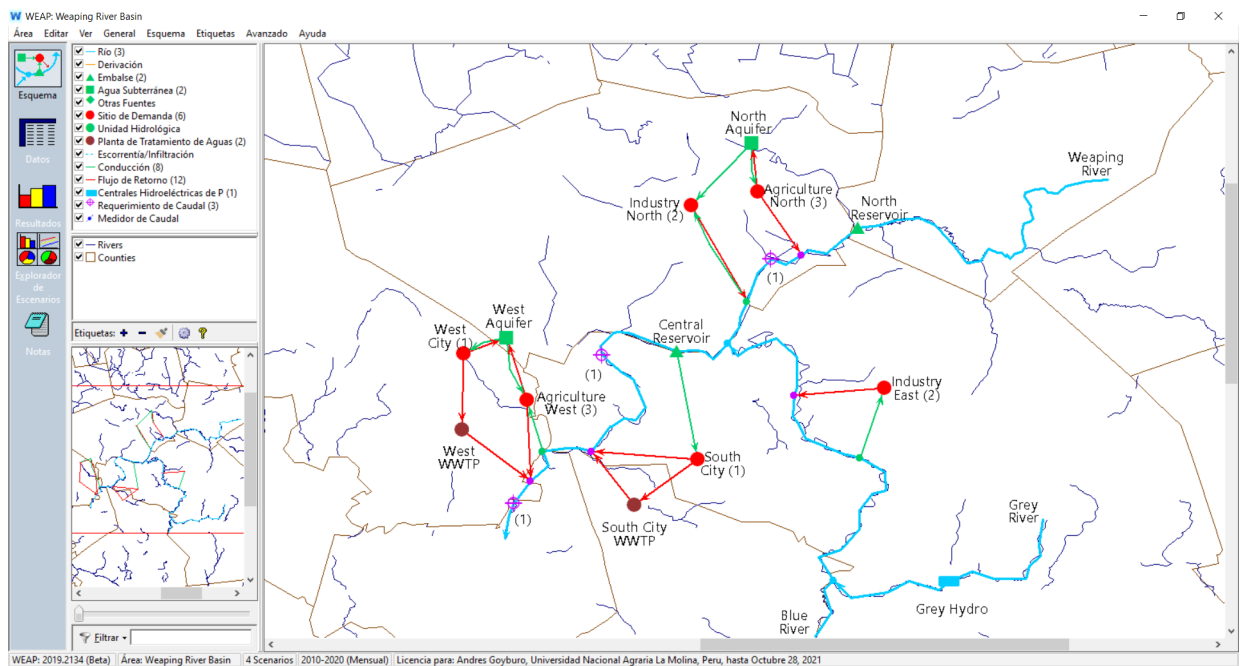 WEAP: Weaping River Basin
Área Editar Ver General Esquema Etiquetas Avanzado Ayuda
Esquema
Datos
Resultados
Explorador
de
Escenarios
Notas
Río (3)
Derivación
Embalse (2)
Agua Subterránea (2)
Otras Fuentes
Sitio de Demanda (6)
Unidad Hidrológica
Planta de Tratamiento de Aguas (2)
Escorrentía/Infiltración
Conducción (8)
Flujo de Retorno (12)
Centrales Hidroeléctricas de P (1)
Requerimiento de Caudal (3)
Medidor de Caudal
Rivers
Counties
Etiquetas:
Filtrar
North
Aquifer
Weaping
River
Agriculture
North (3)
Industry
North (2)
North
Reservoir
(1)
West
Aquifer
West
City (1)
Central
Reservoir
(1)
Industry
East (2)
Agriculture
West (3)
West
WWTP
South
City (1)
(1)
South City
WWTP
Grey
River
Grey Hydro
Blue
River
WEAP: 2019.2134 (Beta) Área: Weaping River Basin 4 Scenarios 2010-2020 (Mensual) Licencia para: Andres Goyburo, Universidad Nacional Agraria La Molina, Peru, hasta Octubre 28, 2021